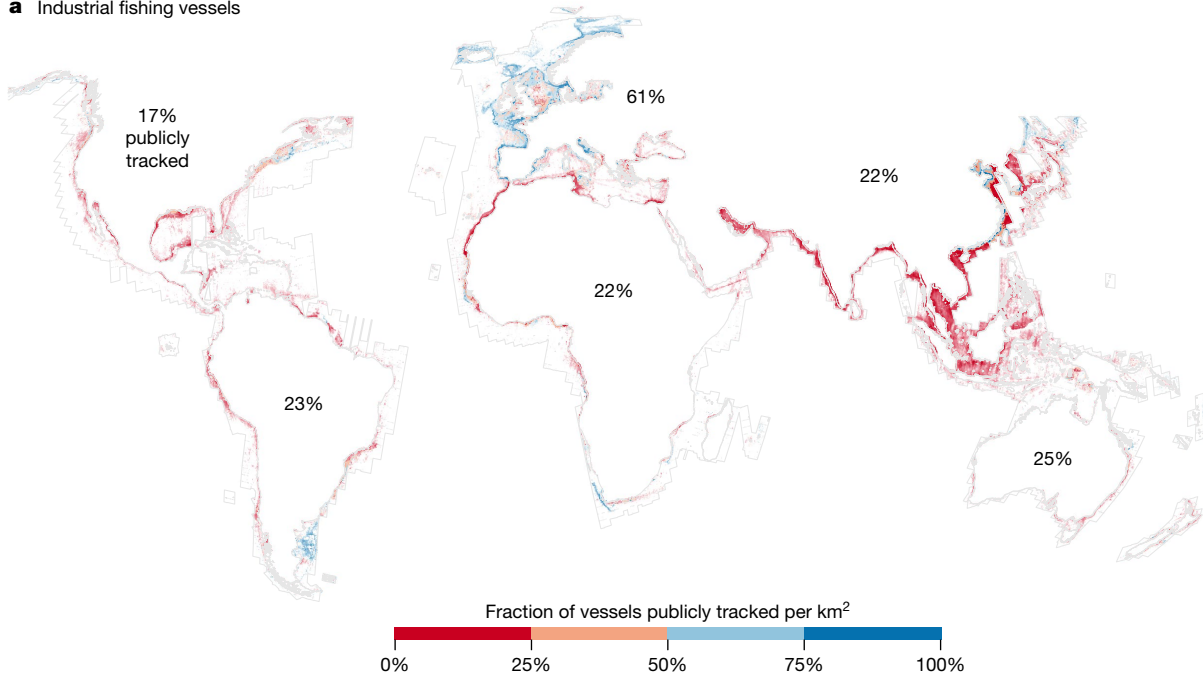 a Industrial fishing vessels
17%
publicly
tracked
61%
22%
22%
23%
25%
Fraction of vessels publicly tracked per km²
0% 25% 50% 75% 100%